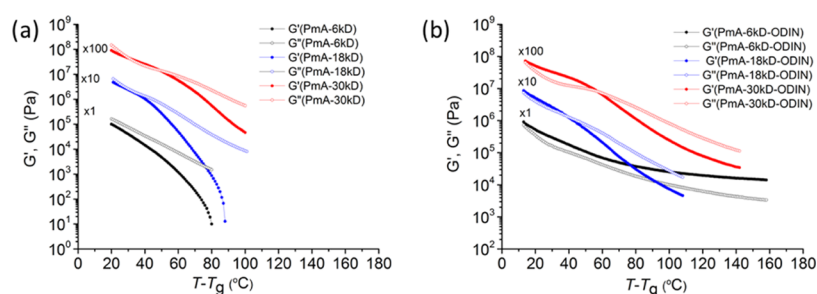 (a)
G', G'' (Pa)
10⁹
10⁸
10⁷
10⁶
10⁵
10⁴
10³
10²
10¹
10⁰
x100
x10
x1
G'(PmA-6kD)
G''(PmA-6kD)
G'(PmA-18kD)
G''(PmA-18kD)
G'(PmA-30kD)
G''(PmA-30kD)
0 20 40 60 80 100 120 140 160 180
T-Tg (°C)
(b)
G', G'' (Pa)
10⁹
10⁸
10⁷
10⁶
10⁵
10⁴
10³
10²
x100
x10
x1
G'(PmA-6kD-ODIN)
G''(PmA-6kD-ODIN)
G'(PmA-18kD-ODIN)
G''(PmA-18kD-ODIN)
G'(PmA-30kD-ODIN)
G''(PmA-30kD-ODIN)
0 20 40 60 80 100 120 140 160 180
T-Tg (°C)